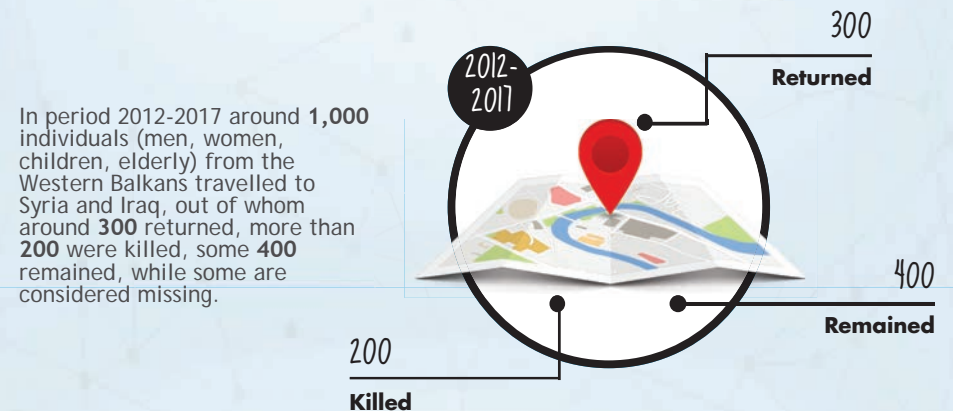 In period 2012-2017 around 1,000
individuals (men, women,
children, elderly) from the
Western Balkans travelled to
Syria and Iraq, out of whom
around 300 returned, more than
200 were killed, some 400
remained, while some are
considered missing.
2012-
2017
300
Returned
400
Remained
200
Killed